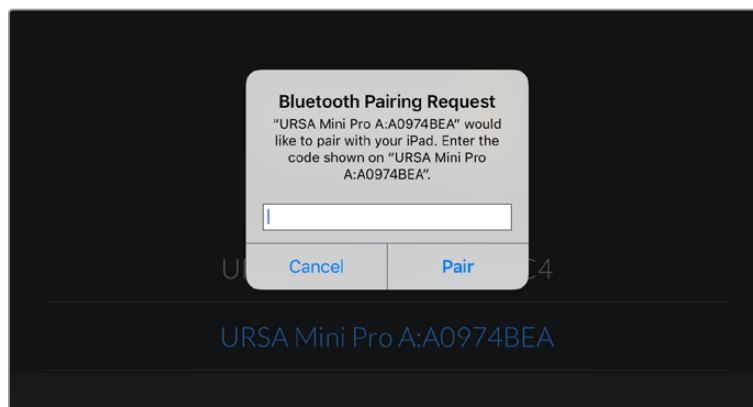 Bluetooth Pairing Request
“URSA Mini Pro A:A0974BEA” would
like to pair with your iPad. Enter the
code shown on “URSA Mini Pro
A:A0974BEA”.
Cancel
Pair
URSA Mini Pro A:A0974BEA